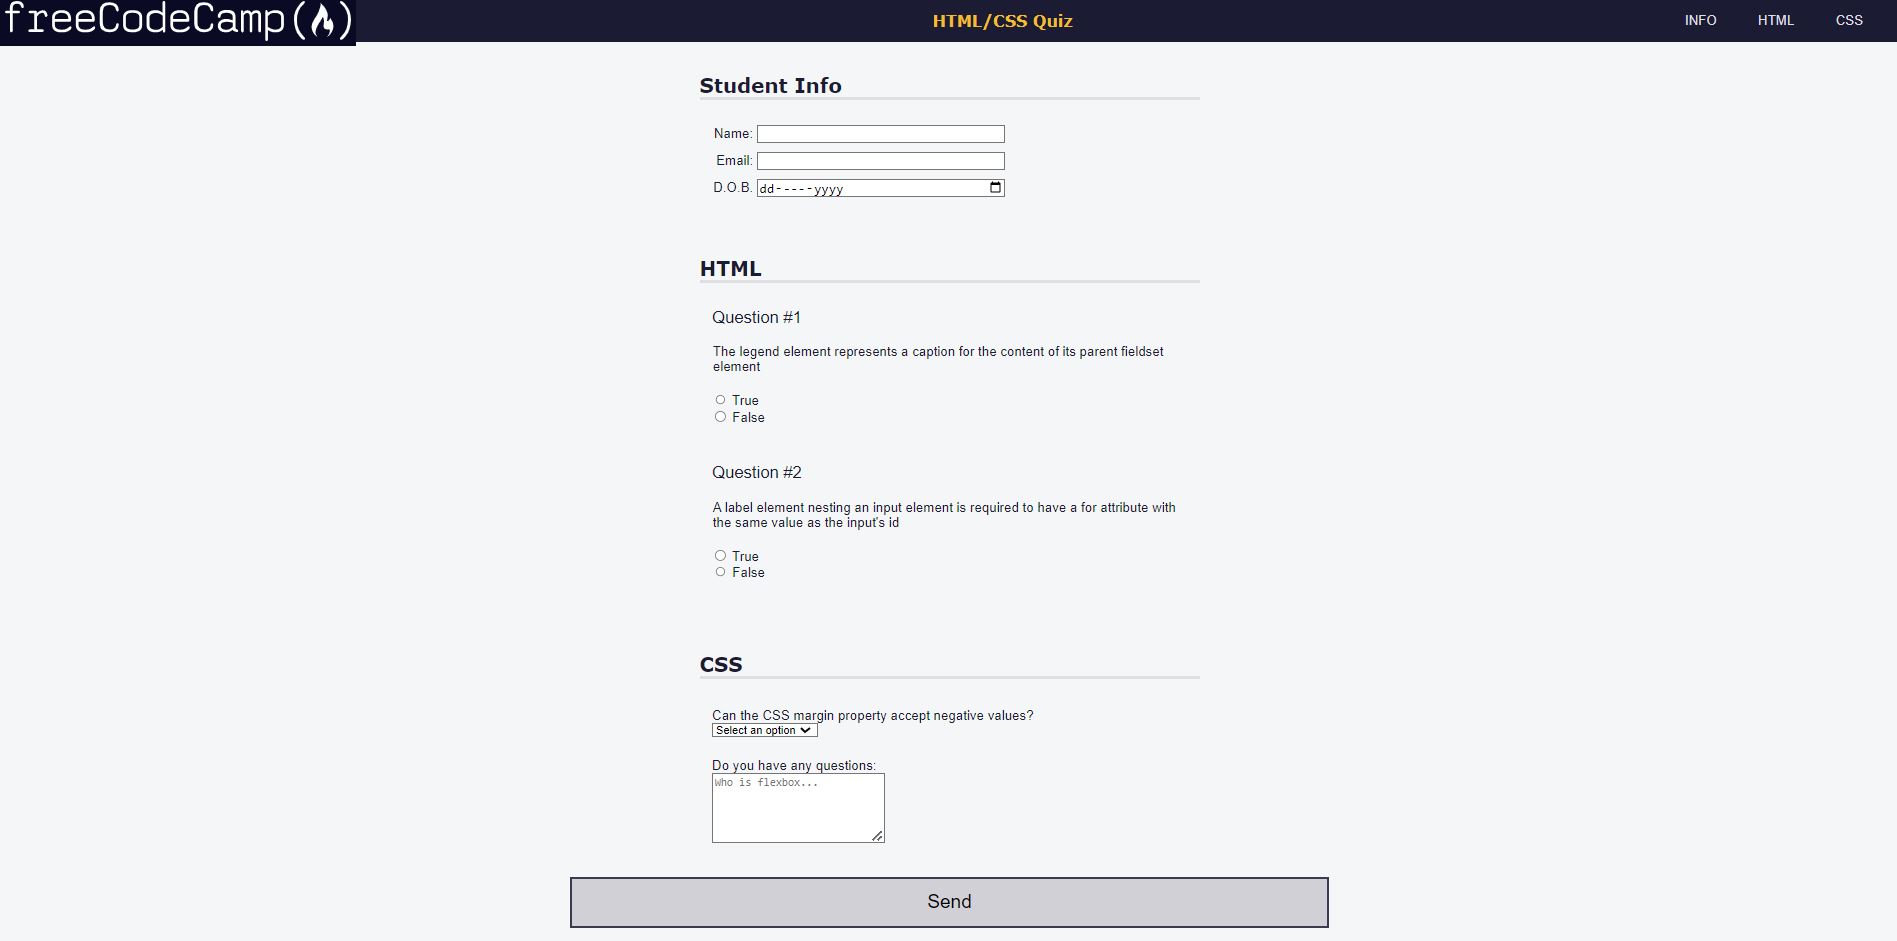 freeCodeCamp(🔥)
HTML/CSS Quiz
INFO
HTML
CSS
Student Info
Name:
Email:
D.O.B. dd-----yyyy
HTML
Question #1
The legend element represents a caption for the content of its parent fieldset
element
True
False
Question #2
A label element nesting an input element is required to have a for attribute with
the same value as the input's id
True
False
CSS
Can the CSS margin property accept negative values?
Select an option
Do you have any questions:
Who is flexbox...
Send